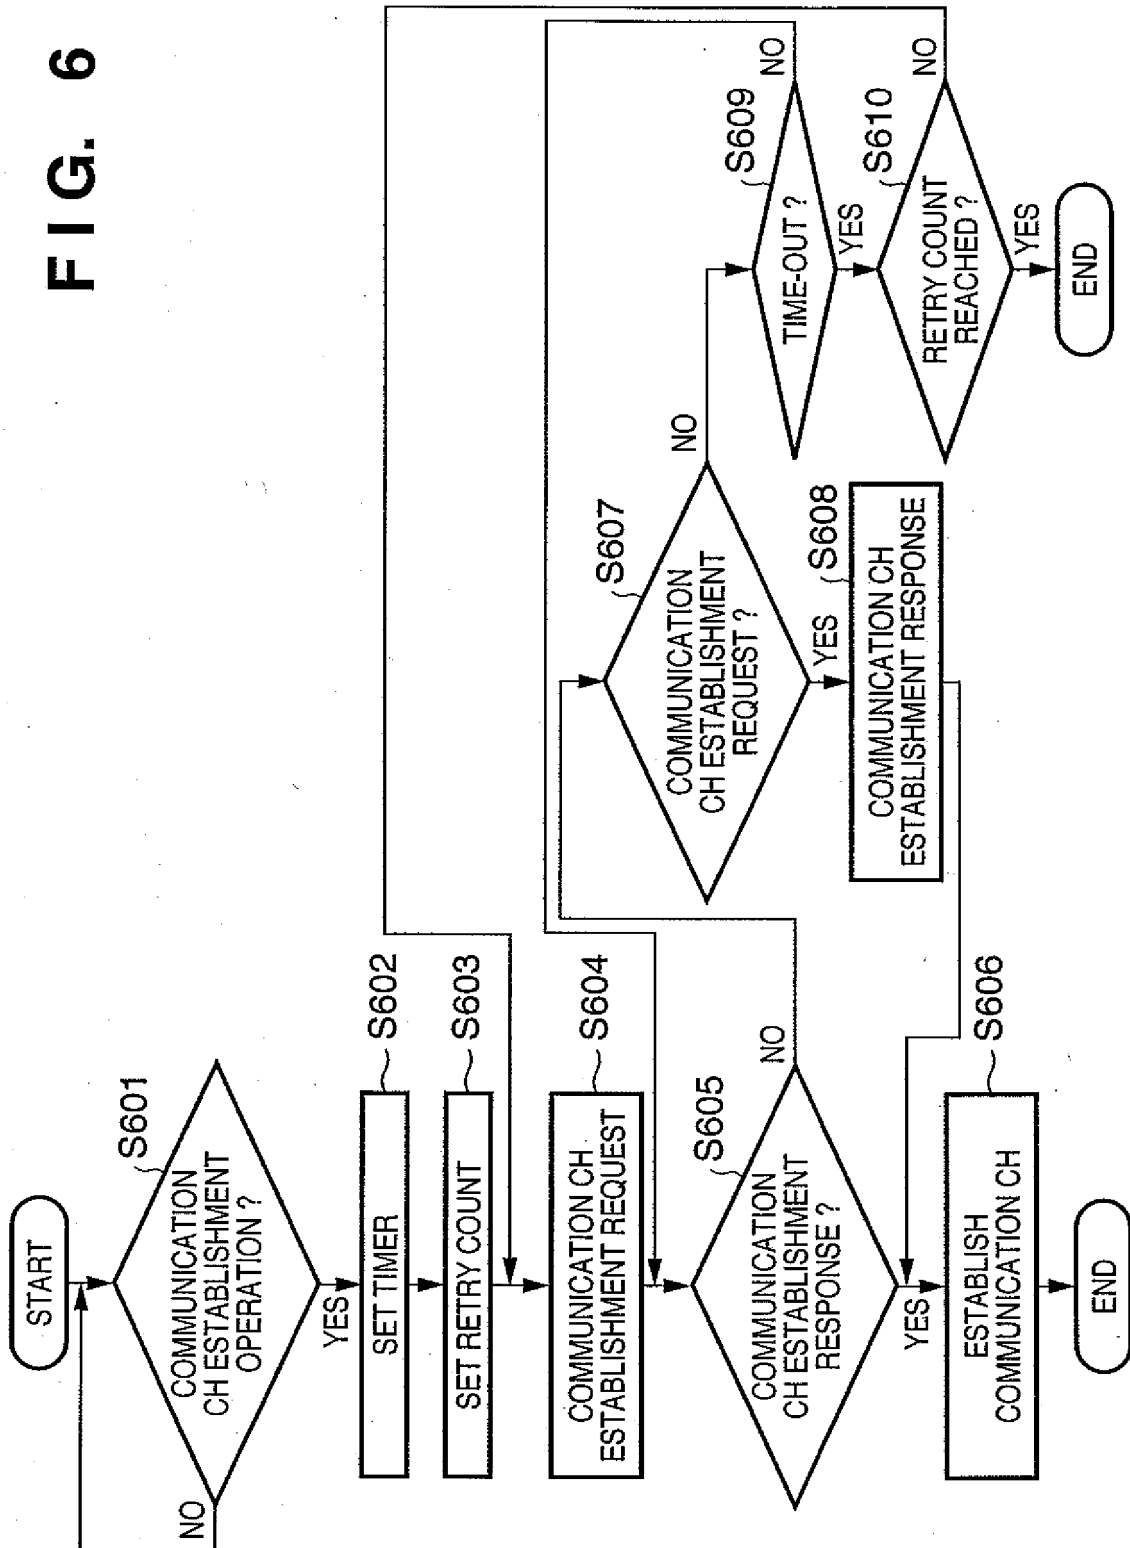 FIG. 6
START
S601
COMMUNICATION
CH ESTABLISHMENT
OPERATION ?
NO
YES
S602
SET TIMER
S603
SET RETRY COUNT
S604
COMMUNICATION CH
ESTABLISHMENT REQUEST
S605
COMMUNICATION
CH ESTABLISHMENT
RESPONSE ?
NO
YES
S606
ESTABLISH
COMMUNICATION CH
END
S607
COMMUNICATION
CH ESTABLISHMENT
REQUEST ?
NO
YES
S608
COMMUNICATION CH
ESTABLISHMENT RESPONSE
S609
TIME-OUT ?
NO
YES
S610
RETRY COUNT
REACHED ?
NO
YES
END